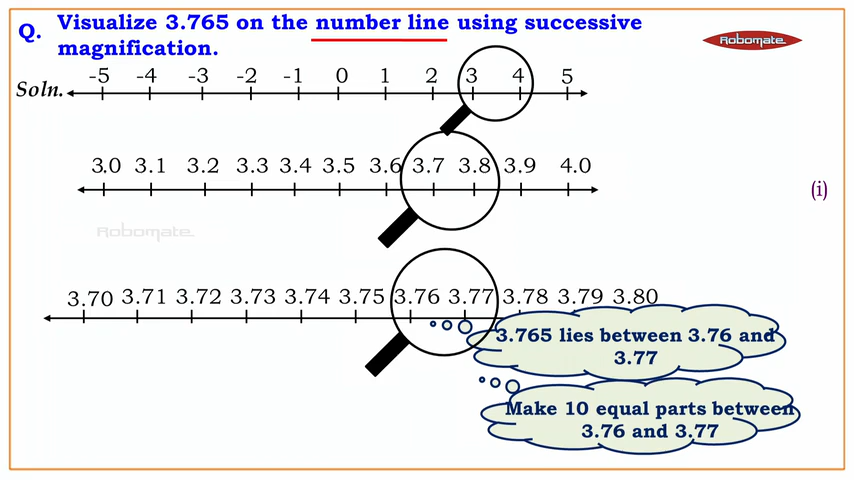 Q. Visualize 3.765 on the number line using successive
magnification.
Robomate
Soln. -5 -4 -3 -2 -1 0 1 2 3 4 5
3.0 3.1 3.2 3.3 3.4 3.5 3.6 3.7 3.8 3.9 4.0
(i)
Robomate
3.70 3.71 3.72 3.73 3.74 3.75 3.76 3.77 3.78 3.79 3.80
3.765 lies between 3.76 and
3.77
Make 10 equal parts between
3.76 and 3.77